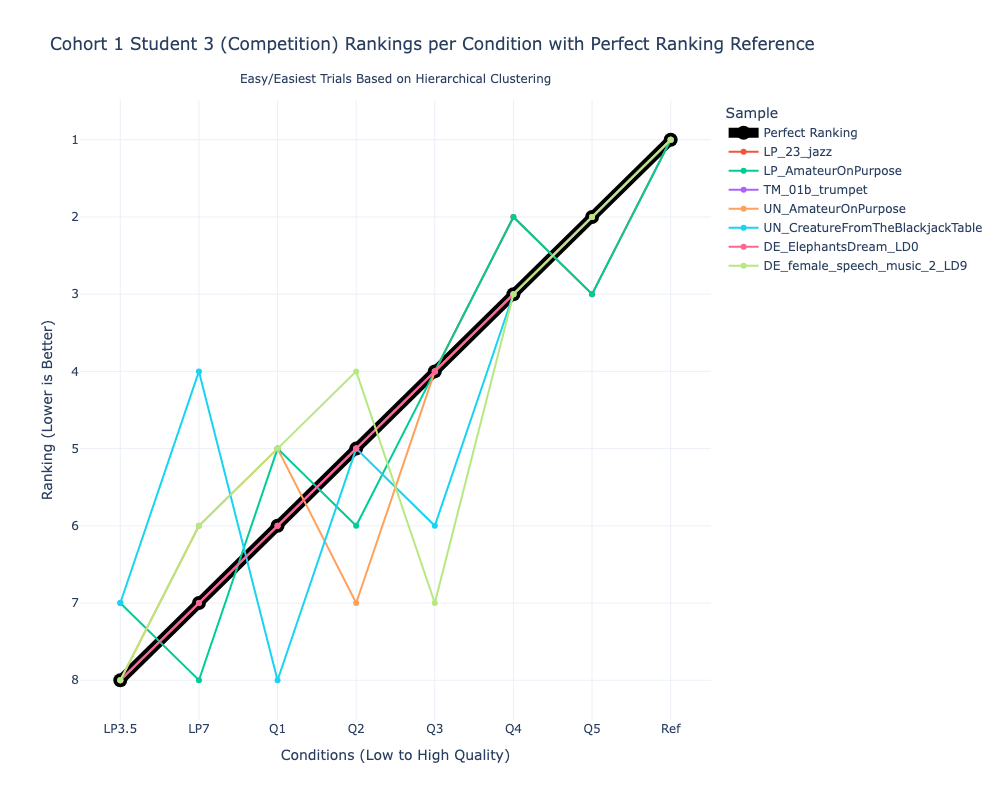 Cohort 1 Student 3 (Competition) Rankings per Condition with Perfect Ranking Reference
Easy/Easiest Trials Based on Hierarchical Clustering
Sample
Perfect Ranking
LP_23_jazz
LP_AmateurOnPurpose
TM_01b_trumpet
UN_AmateurOnPurpose
UN_CreatureFromTheBlackjackTable
DE_ElephantsDream_LD0
DE_female_speech_music_2_LD9
Ranking (Lower is Better)
1
2
3
4
5
6
7
8
LP3.5 LP7 Q1 Q2 Q3 Q4 Q5 Ref
Conditions (Low to High Quality)